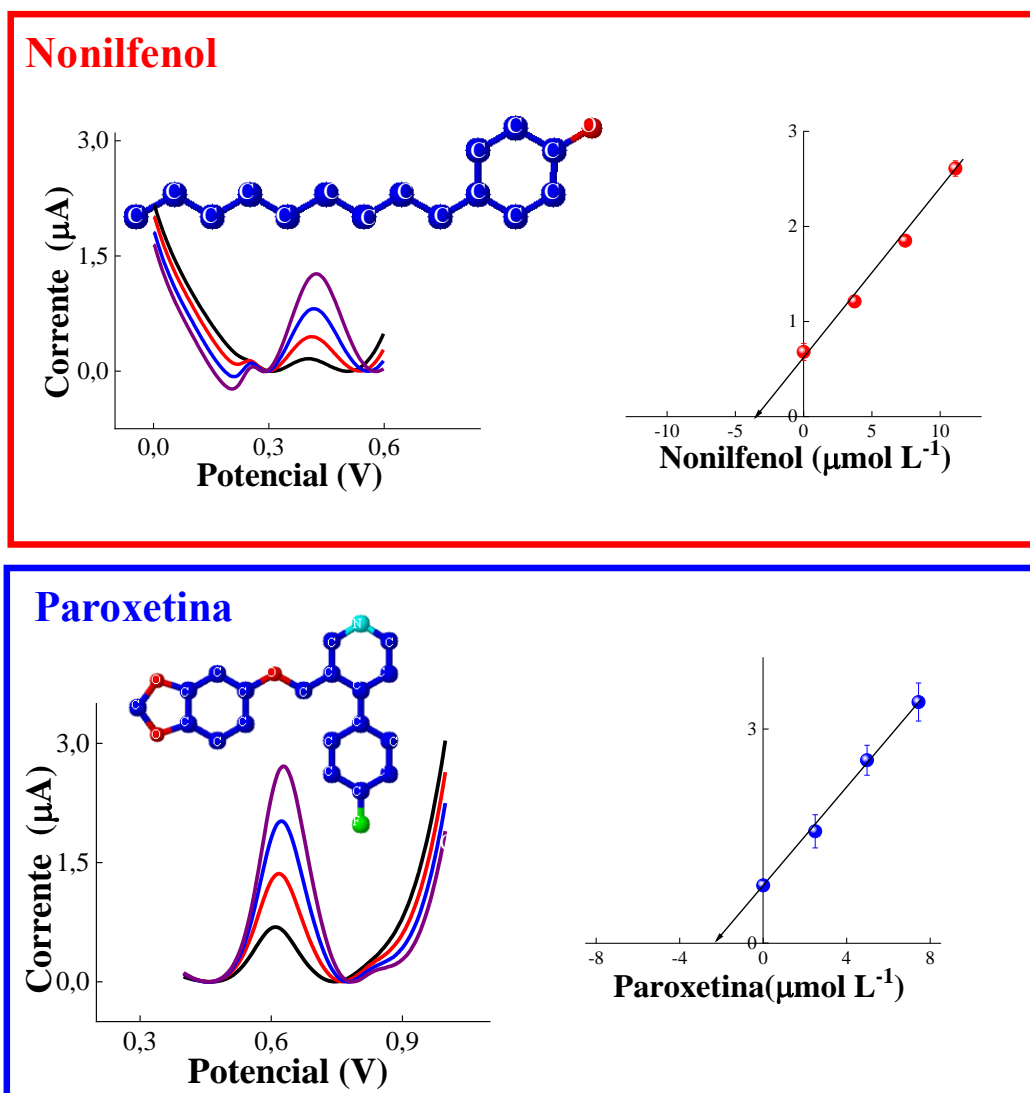 Nonilfenol
3,0
1,5
0,0
Corrente (µA)
0,0 0,3 0,6
Potencial (V)
O
C C C C C C C C C C C C C C C
3
2
1
0
-10 -5 0 5 10
Nonilfenol (µmol L⁻¹)
Paroxetina
N
O O O
C C C C C C C C C C C C C C C C C C C
F
3,0
1,5
0,0
Corrente (µA)
0,3 0,6 0,9
Potencial (V)
3
0
-8 -4 0 4 8
Paroxetina(µmol L⁻¹)